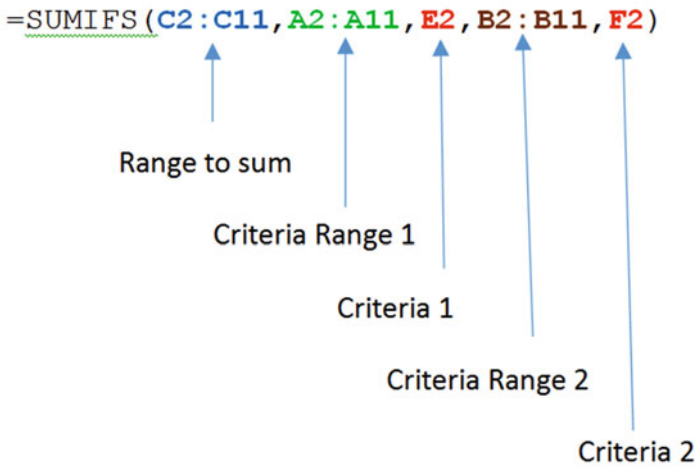 =SUMIFS(C2:C11,A2:A11,E2,B2:B11,F2)
Range to sum
Criteria Range 1
Criteria 1
Criteria Range 2
Criteria 2